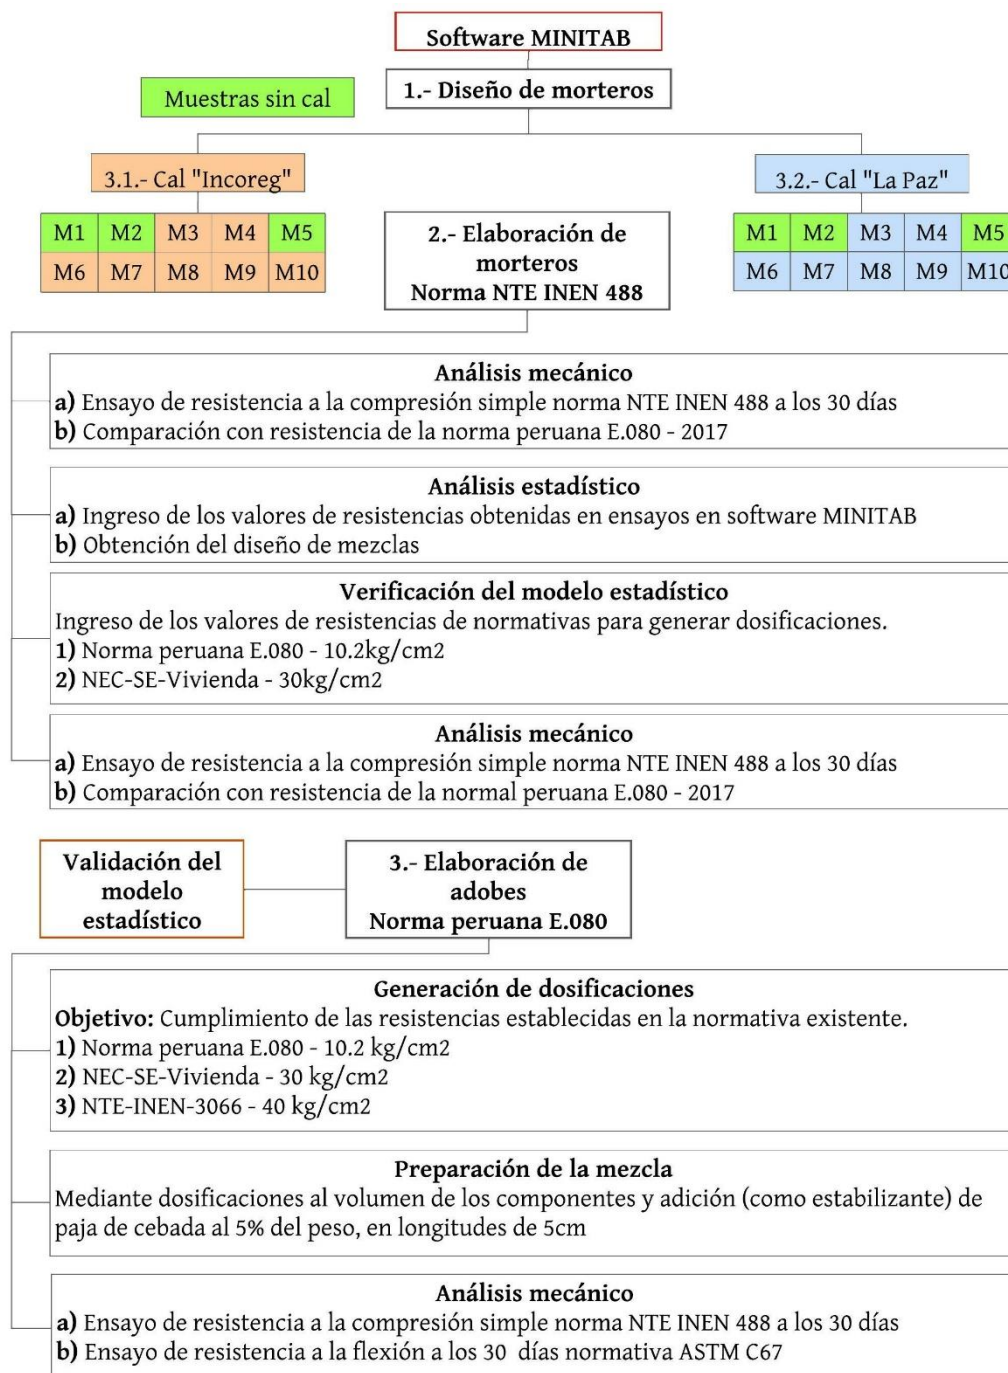 Software MINITAB
1.- Diseño de morteros
Muestras sin cal
3.1.- Cal "Incoreg"
3.2.- Cal "La Paz"
M1 M2 M3 M4 M5
M6 M7 M8 M9 M10
M1 M2 M3 M4 M5
M6 M7 M8 M9 M10
2.- Elaboración de
morteros
Norma NTE INEN 488
Análisis mecánico
a) Ensayo de resistencia a la compresión simple norma NTE INEN 488 a los 30 días
b) Comparación con resistencia de la norma peruana E.080 - 2017
Análisis estadístico
a) Ingreso de los valores de resistencias obtenidas en ensayos en software MINITAB
b) Obtención del diseño de mezclas
Verificación del modelo estadístico
Ingreso de los valores de resistencias de normativas para generar dosificaciones.
1) Norma peruana E.080 - 10.2kg/cm2
2) NEC-SE-Vivienda - 30kg/cm2
Análisis mecánico
a) Ensayo de resistencia a la compresión simple norma NTE INEN 488 a los 30 días
b) Comparación con resistencia de la normal peruana E.080 - 2017
Validación del
modelo
estadístico
3.- Elaboración de
adobes
Norma peruana E.080
Generación de dosificaciones
Objetivo: Cumplimiento de las resistencias establecidas en la normativa existente.
1) Norma peruana E.080 - 10.2 kg/cm2
2) NEC-SE-Vivienda - 30 kg/cm2
3) NTE-INEN-3066 - 40 kg/cm2
Preparación de la mezcla
Mediante dosificaciones al volumen de los componentes y adición (como estabilizante) de
paja de cebada al 5% del peso, en longitudes de 5cm
Análisis mecánico
a) Ensayo de resistencia a la compresión simple norma NTE INEN 488 a los 30 días
b) Ensayo de resistencia a la flexión a los 30 días normativa ASTM C67